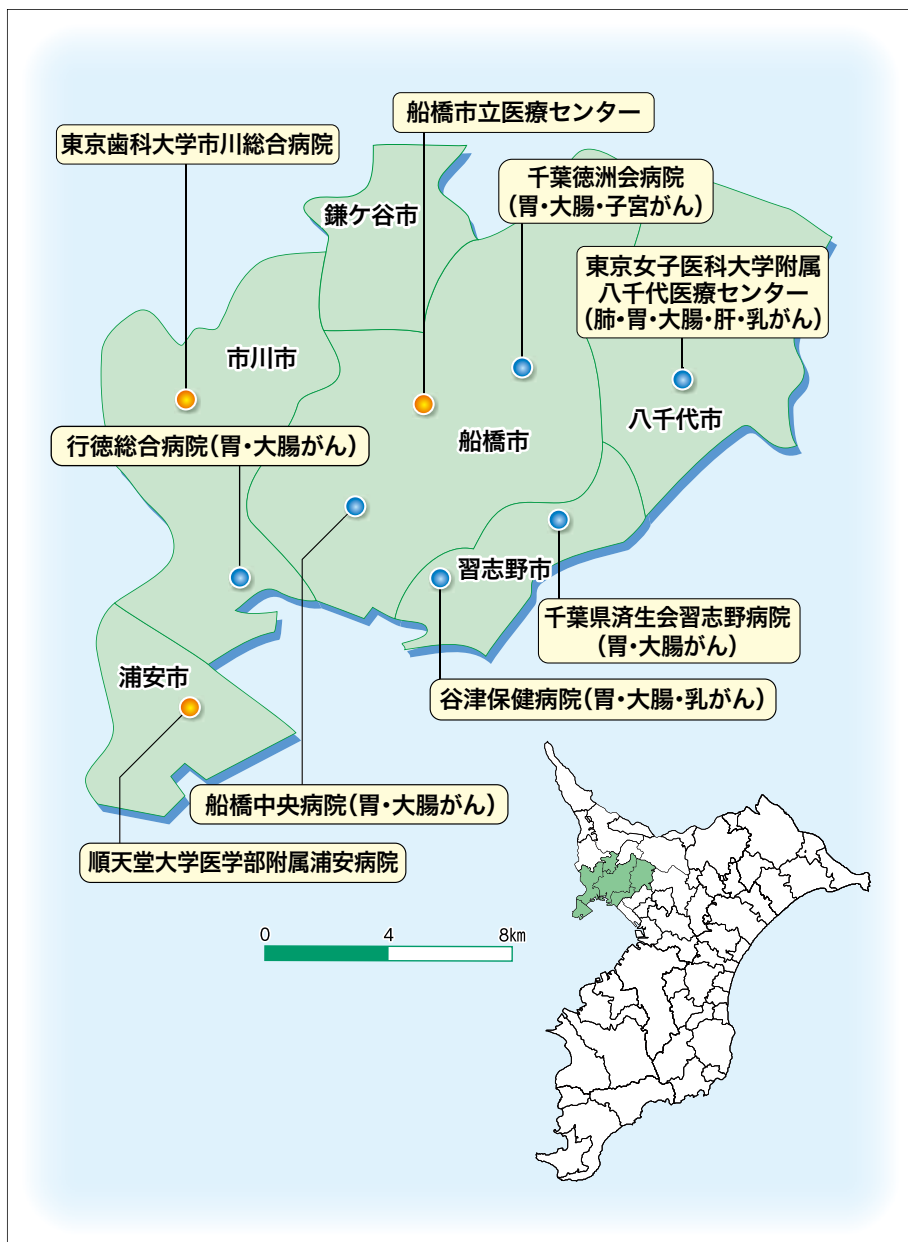 船橋市立医療センター
東京歯科大学市川総合病院
千葉徳洲会病院
(胃・大腸・子宮がん)
鎌ケ谷市
東京女子医科大学附属
八千代医療センター
(肺・胃・大腸・肝・乳がん)
市川市
八千代市
行徳総合病院(胃・大腸がん)
船橋市
習志野市
千葉県済生会習志野病院
(胃・大腸がん)
浦安市
谷津保健病院(胃・大腸・乳がん)
船橋中央病院(胃・大腸がん)
順天堂大学医学部附属浦安病院
0 4 8km